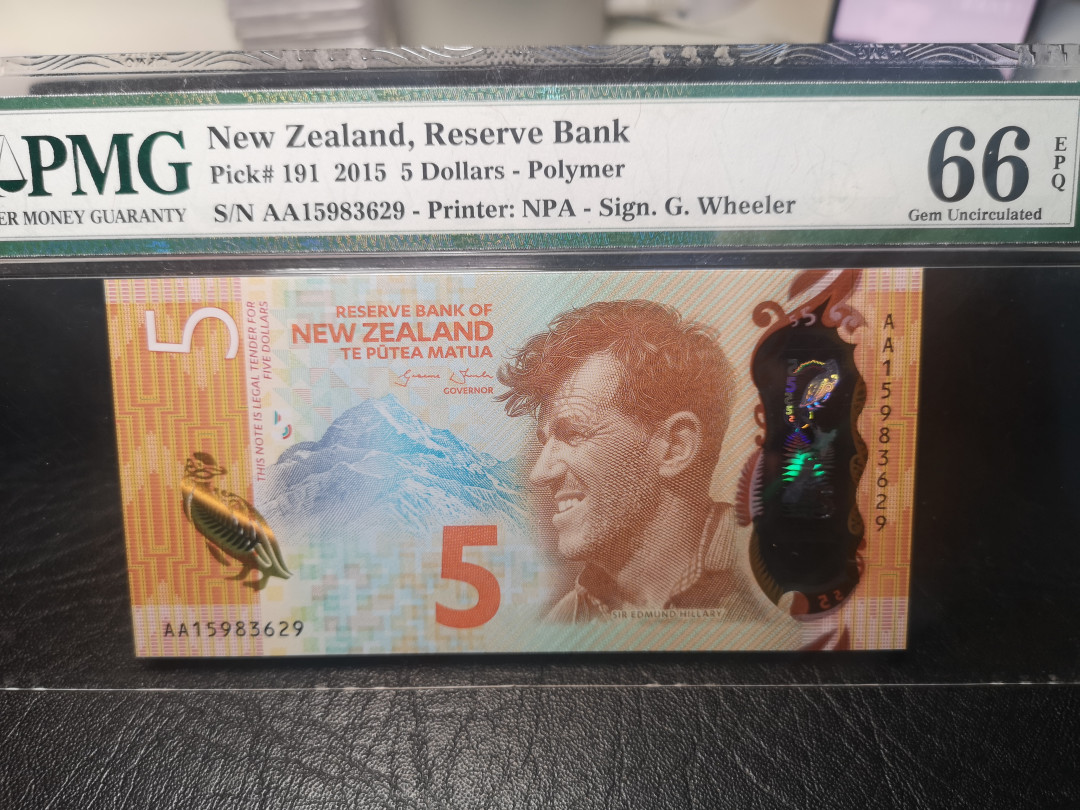 PMG
ER MONEY GUARANTY
New Zealand, Reserve Bank
Pick# 191 2015 5 Dollars - Polymer
S/N AA15983629 - Printer: NPA - Sign. G. Wheeler
66
EPQ
Gem Uncirculated
5
THIS NOTE IS LEGAL TENDER FOR
FIVE DOLLARS
RESERVE BANK OF
NEW ZEALAND
TE PŪTEA MATUA
GOVERNOR
5
SIR EDMUND HILLARY
AA15983629
AA15983629